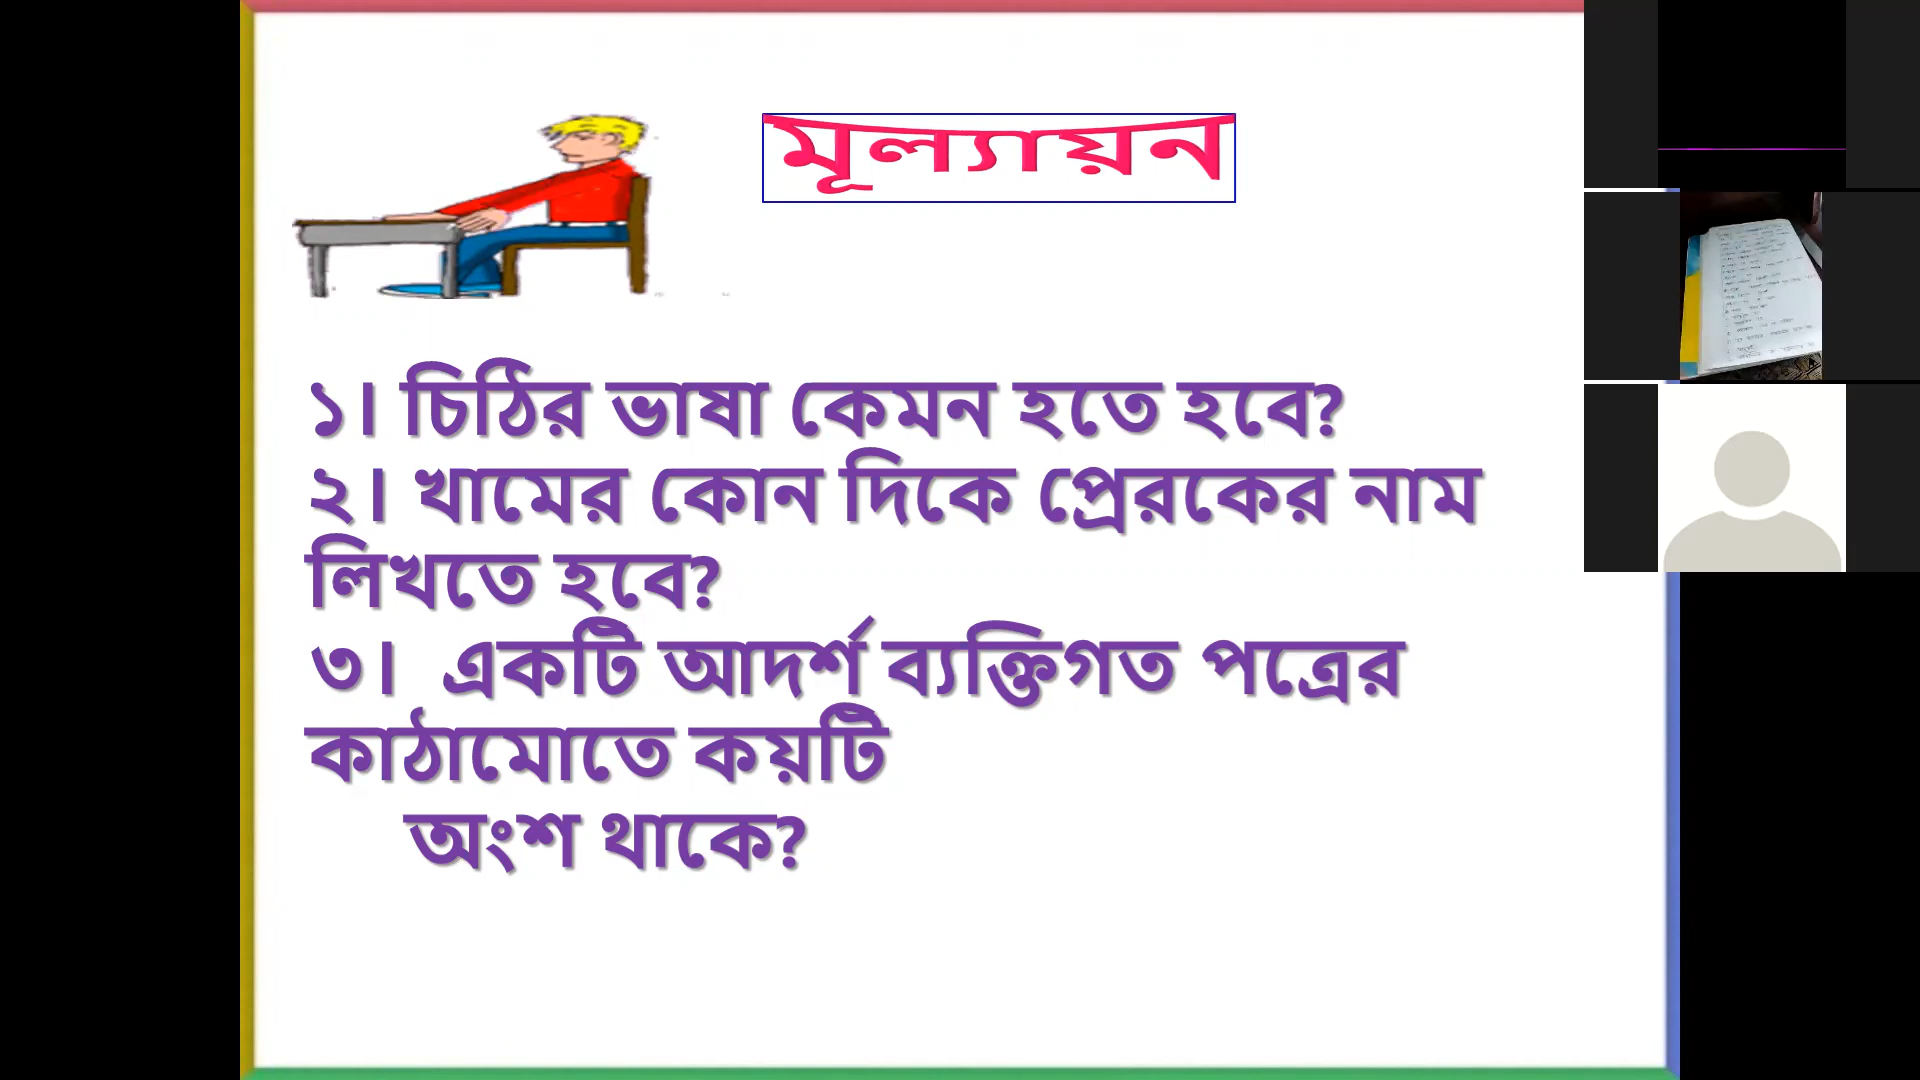 মূল্যায়ন
১। চিঠির ভাষা কেমন হতে হবে?
২। খামের কোন দিকে প্রেরকের নাম
লিখতে হবে?
৩। একটি আদর্শ ব্যক্তিগত পত্রের
কাঠামোতে কয়টি
অংশ থাকে?